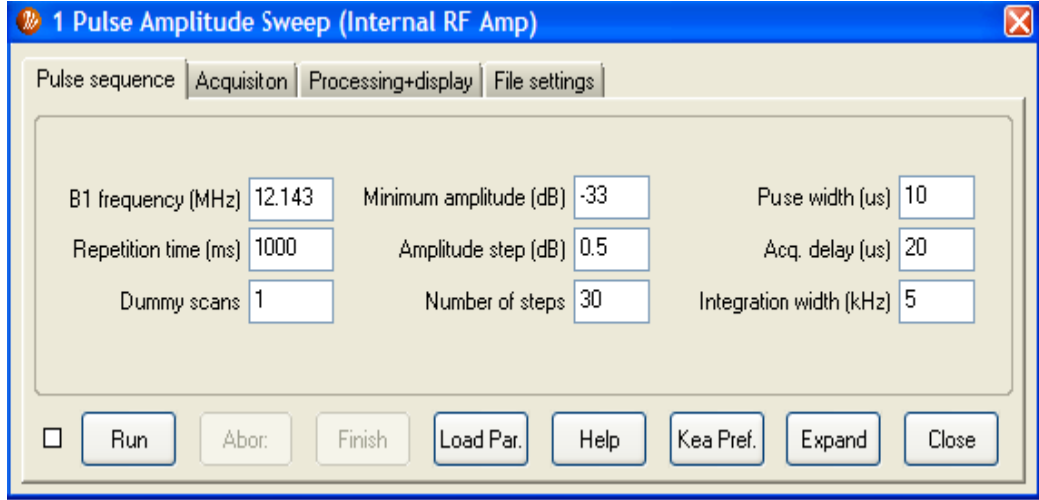 1 Pulse Amplitude Sweep (Internal RF Amp)
Pulse sequence Acquisiton Processing+display File settings
B1 frequency (MHz) 12.143 Minimum amplitude (dB) -33 Puse width (us) 10
Repetition time (ms) 1000 Amplitude step (dB) 0.5 Acq. delay (us) 20
Dummy scans 1 Number of steps 30 Integration width (kHz) 5
Run Abor: Finish Load Par. Help Kea Pref. Expand Close